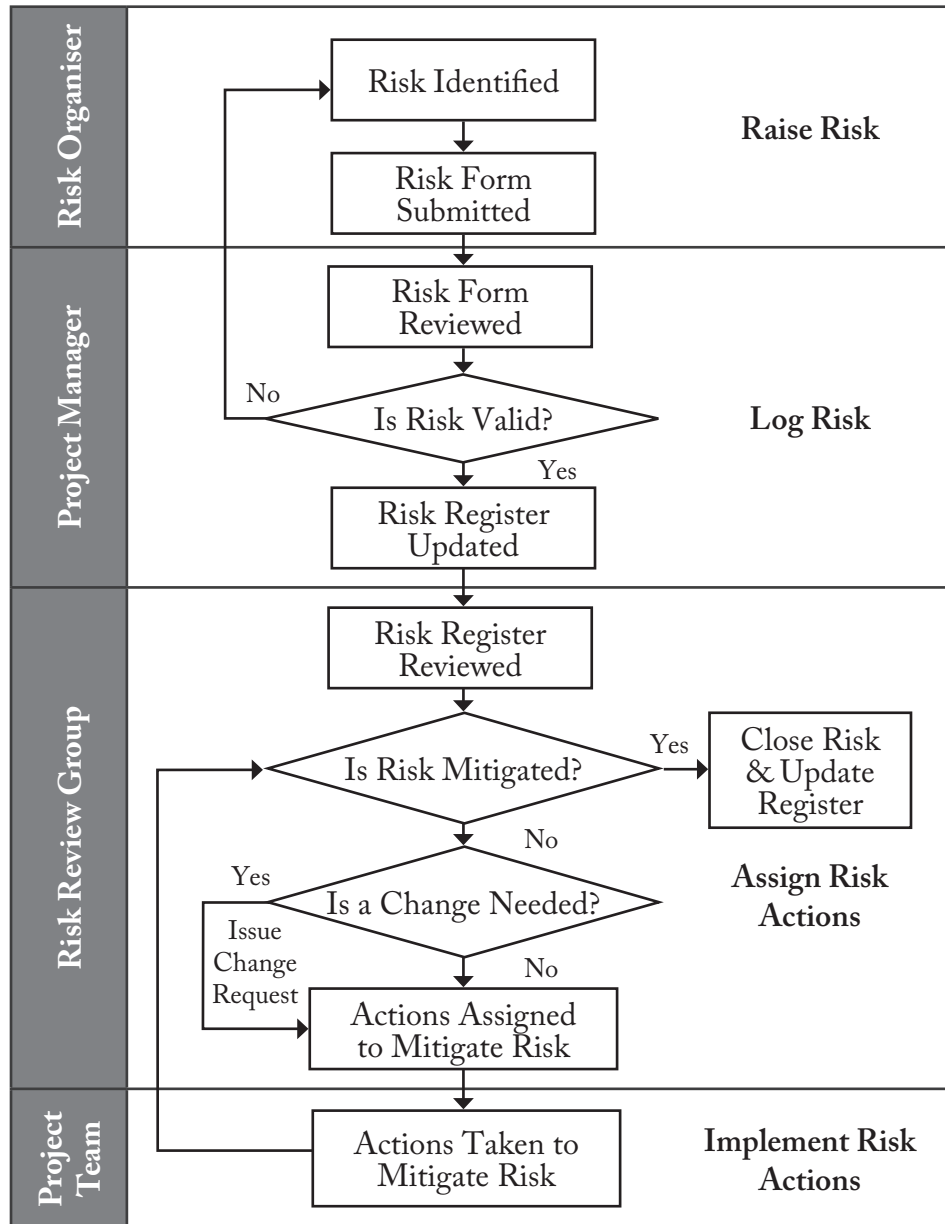 Risk Organiser
Risk Identified
Raise Risk
Risk Form
Submitted
Project Manager
Risk Form
Reviewed
No
Is Risk Valid?
Log Risk
Yes
Risk Register
Updated
Risk Review Group
Risk Register
Reviewed
Is Risk Mitigated?
Yes
Close Risk
& Update
Register
No
Yes
Is a Change Needed?
Assign Risk
Actions
Issue
Change
Request
No
Actions Assigned
to Mitigate Risk
Project
Team
Actions Taken to
Mitigate Risk
Implement Risk
Actions